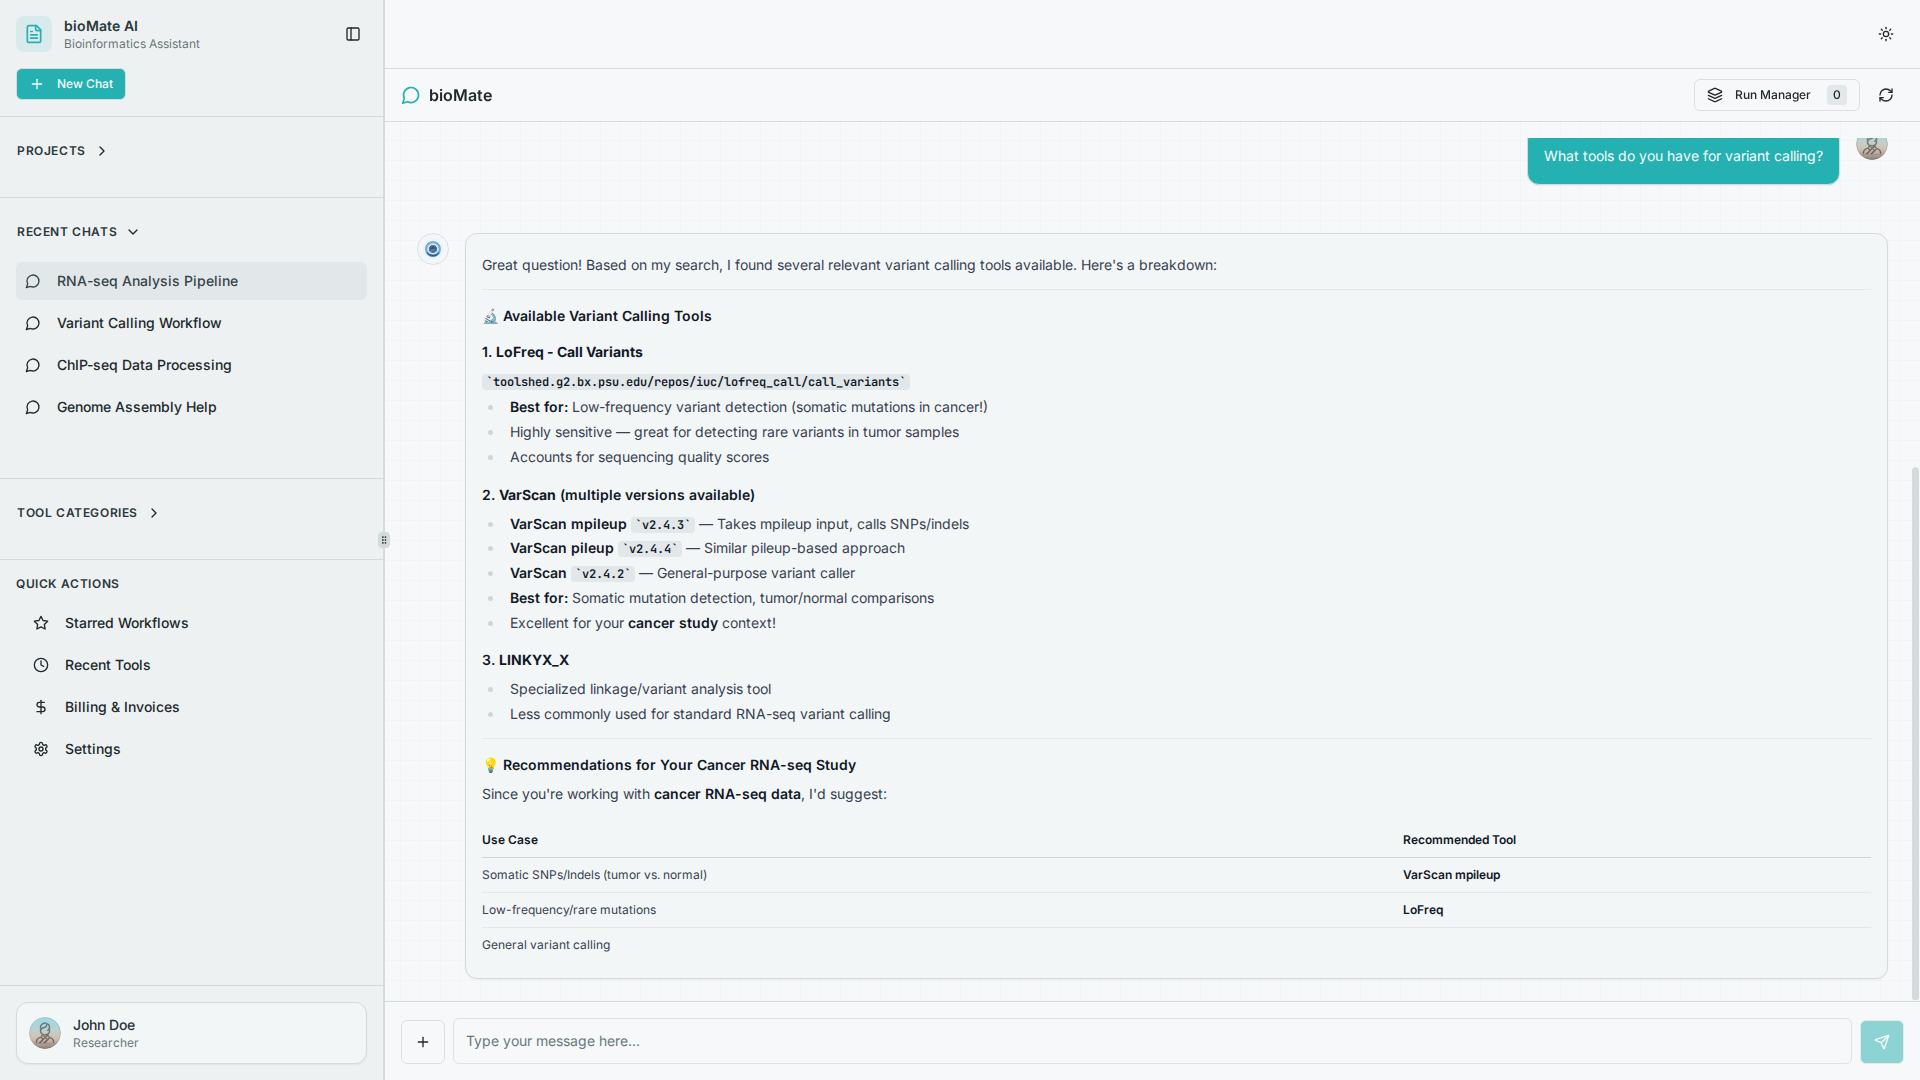 bioMate AI
Bioinformatics Assistant
New Chat
PROJECTS
RECENT CHATS
RNA-seq Analysis Pipeline
Variant Calling Workflow
ChIP-seq Data Processing
Genome Assembly Help
TOOL CATEGORIES
QUICK ACTIONS
Starred Workflows
Recent Tools
Billing & Invoices
Settings
John Doe
Researcher
bioMate
Run Manager 0
What tools do you have for variant calling?
Great question! Based on my search, I found several relevant variant calling tools available. Here's a breakdown:
🔬 Available Variant Calling Tools
1. LoFreq - Call Variants
`toolshed.g2.bx.psu.edu/repos/iuc/lofreq_call/call_variants`
Best for: Low-frequency variant detection (somatic mutations in cancer!)
Highly sensitive — great for detecting rare variants in tumor samples
Accounts for sequencing quality scores
2. VarScan (multiple versions available)
VarScan mpileup `v2.4.3` — Takes mpileup input, calls SNPs/indels
VarScan pileup `v2.4.4` — Similar pileup-based approach
VarScan `v2.4.2` — General-purpose variant caller
Best for: Somatic mutation detection, tumor/normal comparisons
Excellent for your cancer study context!
3. LINKYX_X
Specialized linkage/variant analysis tool
Less commonly used for standard RNA-seq variant calling
💡 Recommendations for Your Cancer RNA-seq Study
Since you're working with cancer RNA-seq data, I'd suggest:
Use Case Recommended Tool
Somatic SNPs/Indels (tumor vs. normal) VarScan mpileup
Low-frequency/rare mutations LoFreq
General variant calling
Type your message here...